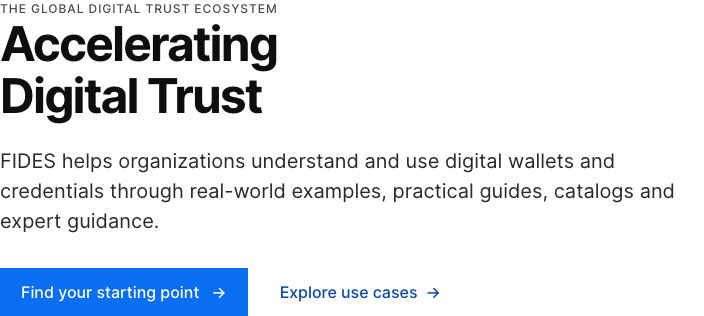 THE GLOBAL DIGITAL TRUST ECOSYSTEM
Accelerating
Digital Trust
FIDES helps organizations understand and use digital wallets and
credentials through real-world examples, practical guides, catalogs and
expert guidance.
Find your starting point →
Explore use cases →